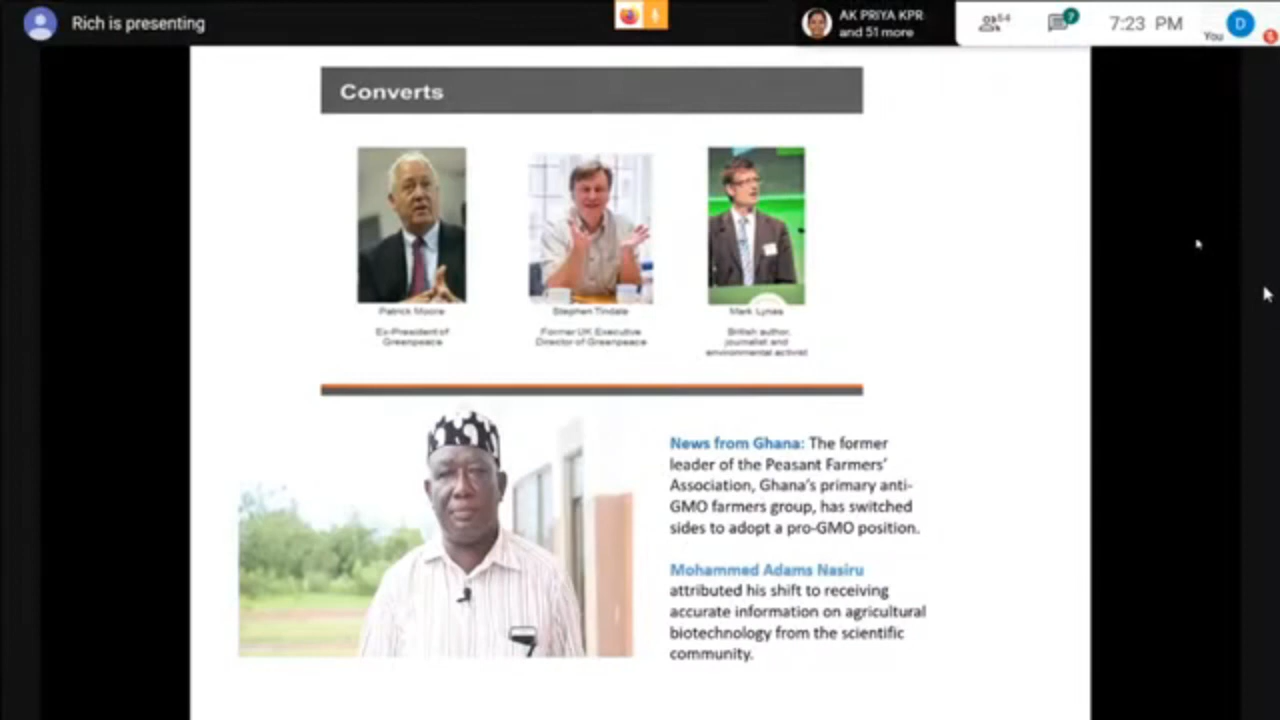 Rich is presenting
AK PRIYA KPR
and 51 more
54
7
7:23 PM
You
D
Converts
Patrick Moore
Ex-President of
Greenpeace
Stephen Tindale
Former UK Executive
Director of Greenpeace
Mark Lynas
British author,
journalist and
environmental activist
News from Ghana: The former
leader of the Peasant Farmers'
Association, Ghana's primary anti-
GMO farmers group, has switched
sides to adopt a pro-GMO position.
Mohammed Adams Nasiru
attributed his shift to receiving
accurate information on agricultural
biotechnology from the scientific
community.